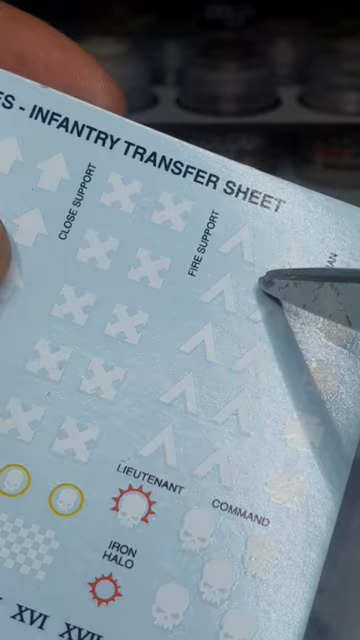 - INFANTRY TRANSFER SHEET
CLOSE SUPPORT
FIRE SUPPORT
LIEUTENANT
COMMAND
IRON
HALO
XVI